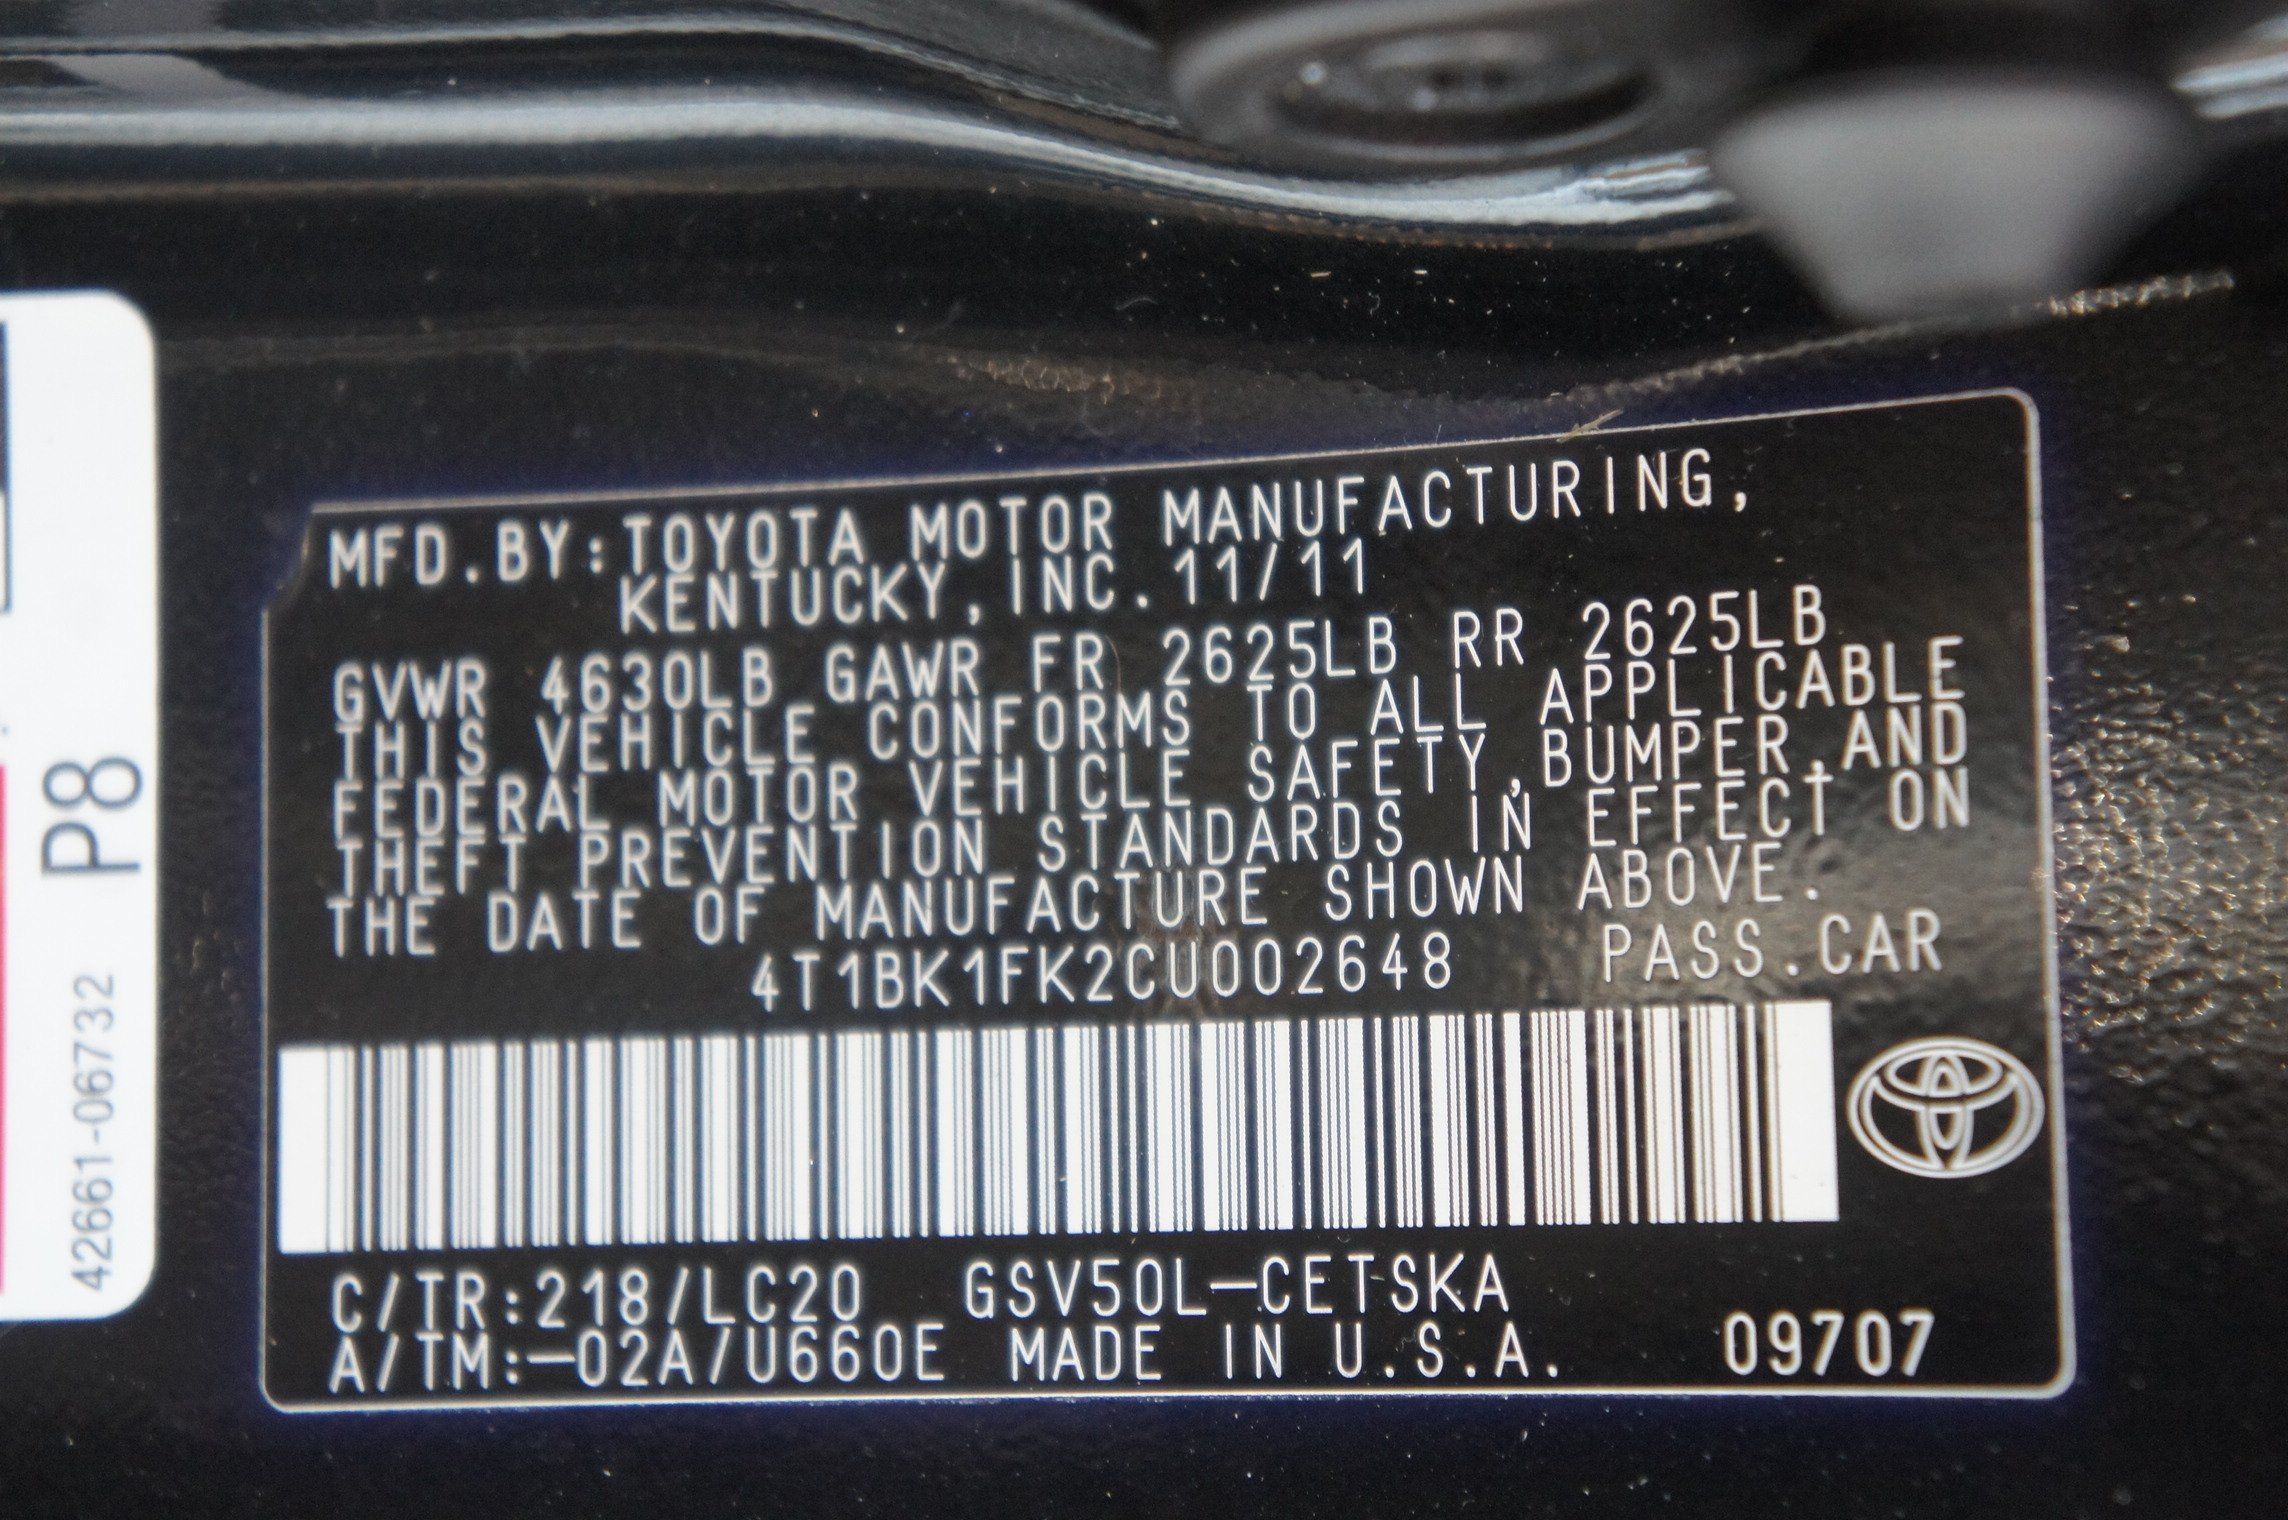 MFD.BY:TOYOTA MOTOR MANUFACTURING,
KENTUCKY,INC.11/11
GVWR 4630LB GAWR FR 2625LB RR 2625LB
THIS VEHICLE CONFORMS TO ALL APPLICABLE
FEDERAL MOTOR VEHICLE SAFETY,BUMPER,AND
THEFT PREVENTION STANDARDS IN EFFECT ON
THE DATE OF MANUFACTURE SHOWN ABOVE.
4T1BK1FK2CU002648 PASS.CAR
C/TR:218/LC20 GSV50L-CETSKA
A/TM:-02A/U660E MADE IN U.S.A. 09707
P8
42661-06732